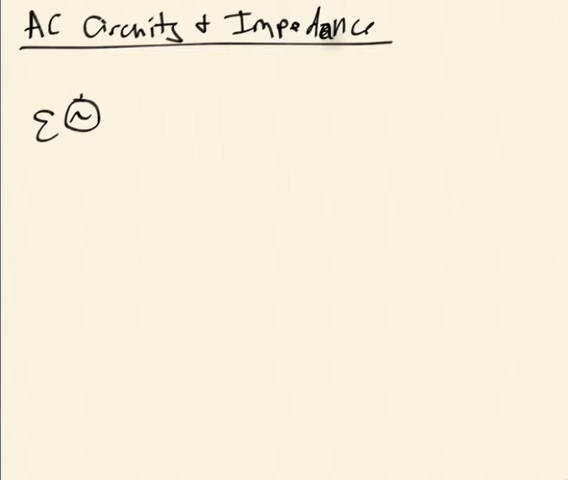 AC Circuits + Impedance
ε ~